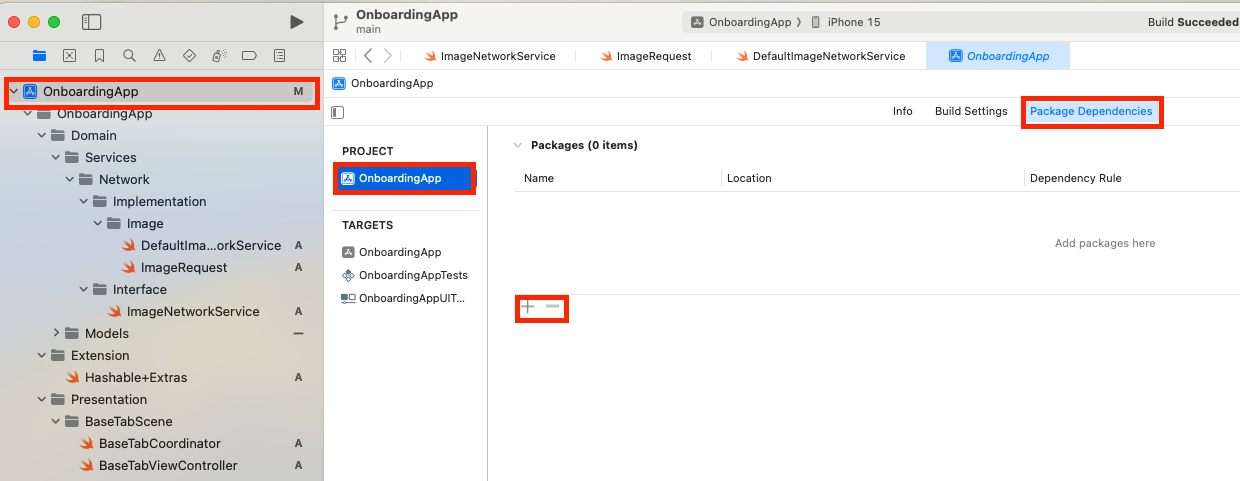 OnboardingApp
main
OnboardingApp 〉 iPhone 15
Build Succeeded
ImageNetworkService
ImageRequest
DefaultImageNetworkService
OnboardingApp
OnboardingApp
Info
Build Settings
Package Dependencies
OnboardingApp M
OnboardingApp
Domain
Services
Network
Implementation
Image
DefaultIma...orkService A
ImageRequest A
Interface
ImageNetworkService A
Models
Extension
Hashable+Extras A
Presentation
BaseTabScene
BaseTabCoordinator A
BaseTabViewController A
PROJECT
OnboardingApp
TARGETS
OnboardingApp
OnboardingAppTests
OnboardingAppUIT...
Packages (0 items)
Name
Location
Dependency Rule
Add packages here